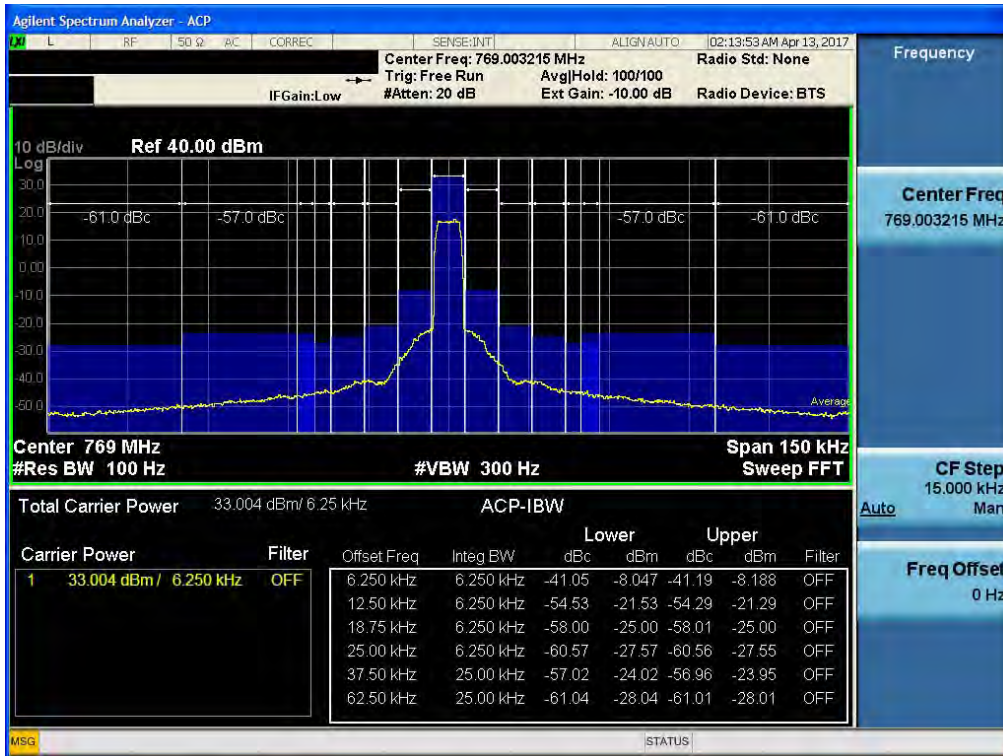 Agilent Spectrum Analyzer - ACP
LXI L RF 50 Ω AC CORREC SENSE:INT ALIGN AUTO 02:13:53 AM Apr 13, 2017
Center Freq: 769.003215 MHz Radio Std: None
Trig: Free Run Avg|Hold: 100/100
IFGain:Low #Atten: 20 dB Ext Gain: -10.00 dB Radio Device: BTS
10 dB/div Ref 40.00 dBm
Log
30.0
20.0
10.0
0.00
-10.0
-20.0
-30.0
-40.0
-50.0
-61.0 dBc -57.0 dBc -57.0 dBc -61.0 dBc
Average
Center 769 MHz Span 150 kHz
#Res BW 100 Hz #VBW 300 Hz Sweep FFT
Total Carrier Power 33.004 dBm/ 6.25 kHz ACP-IBW
Carrier Power Filter
1 33.004 dBm / 6.250 kHz OFF
Lower Upper
Offset Freq Integ BW dBc dBm dBc dBm Filter
6.250 kHz 6.250 kHz -41.05 -8.047 -41.19 -8.188 OFF
12.50 kHz 6.250 kHz -54.53 -21.53 -54.29 -21.29 OFF
18.75 kHz 6.250 kHz -58.00 -25.00 -58.01 -25.00 OFF
25.00 kHz 6.250 kHz -60.57 -27.57 -60.56 -27.55 OFF
37.50 kHz 25.00 kHz -57.02 -24.02 -56.96 -23.95 OFF
62.50 kHz 25.00 kHz -61.04 -28.04 -61.01 -28.01 OFF
MSG STATUS
Frequency
Center Freq
769.003215 MHz
CF Step
15.000 kHz
Auto Man
Freq Offset
0 Hz